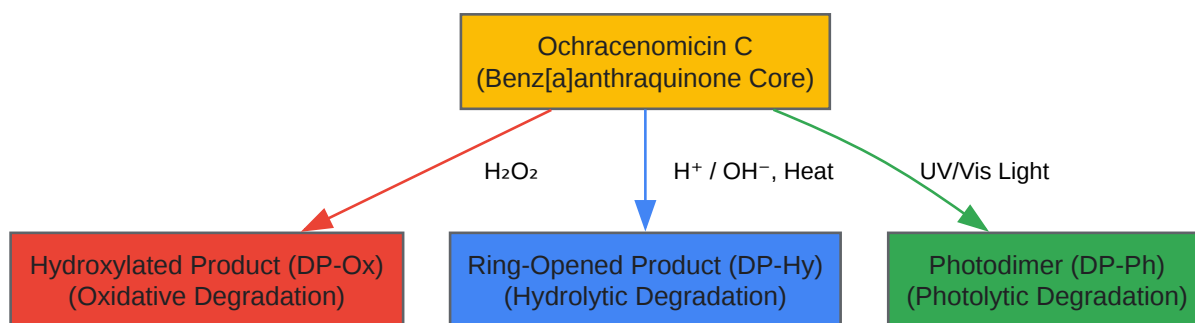 Ochracenomicin C
(Benz[a]anthraquinone Core)
H₂O₂
H⁺ / OH⁻, Heat
UV/Vis Light
Hydroxylated Product (DP-Ox)
(Oxidative Degradation)
Ring-Opened Product (DP-Hy)
(Hydrolytic Degradation)
Photodimer (DP-Ph)
(Photolytic Degradation)